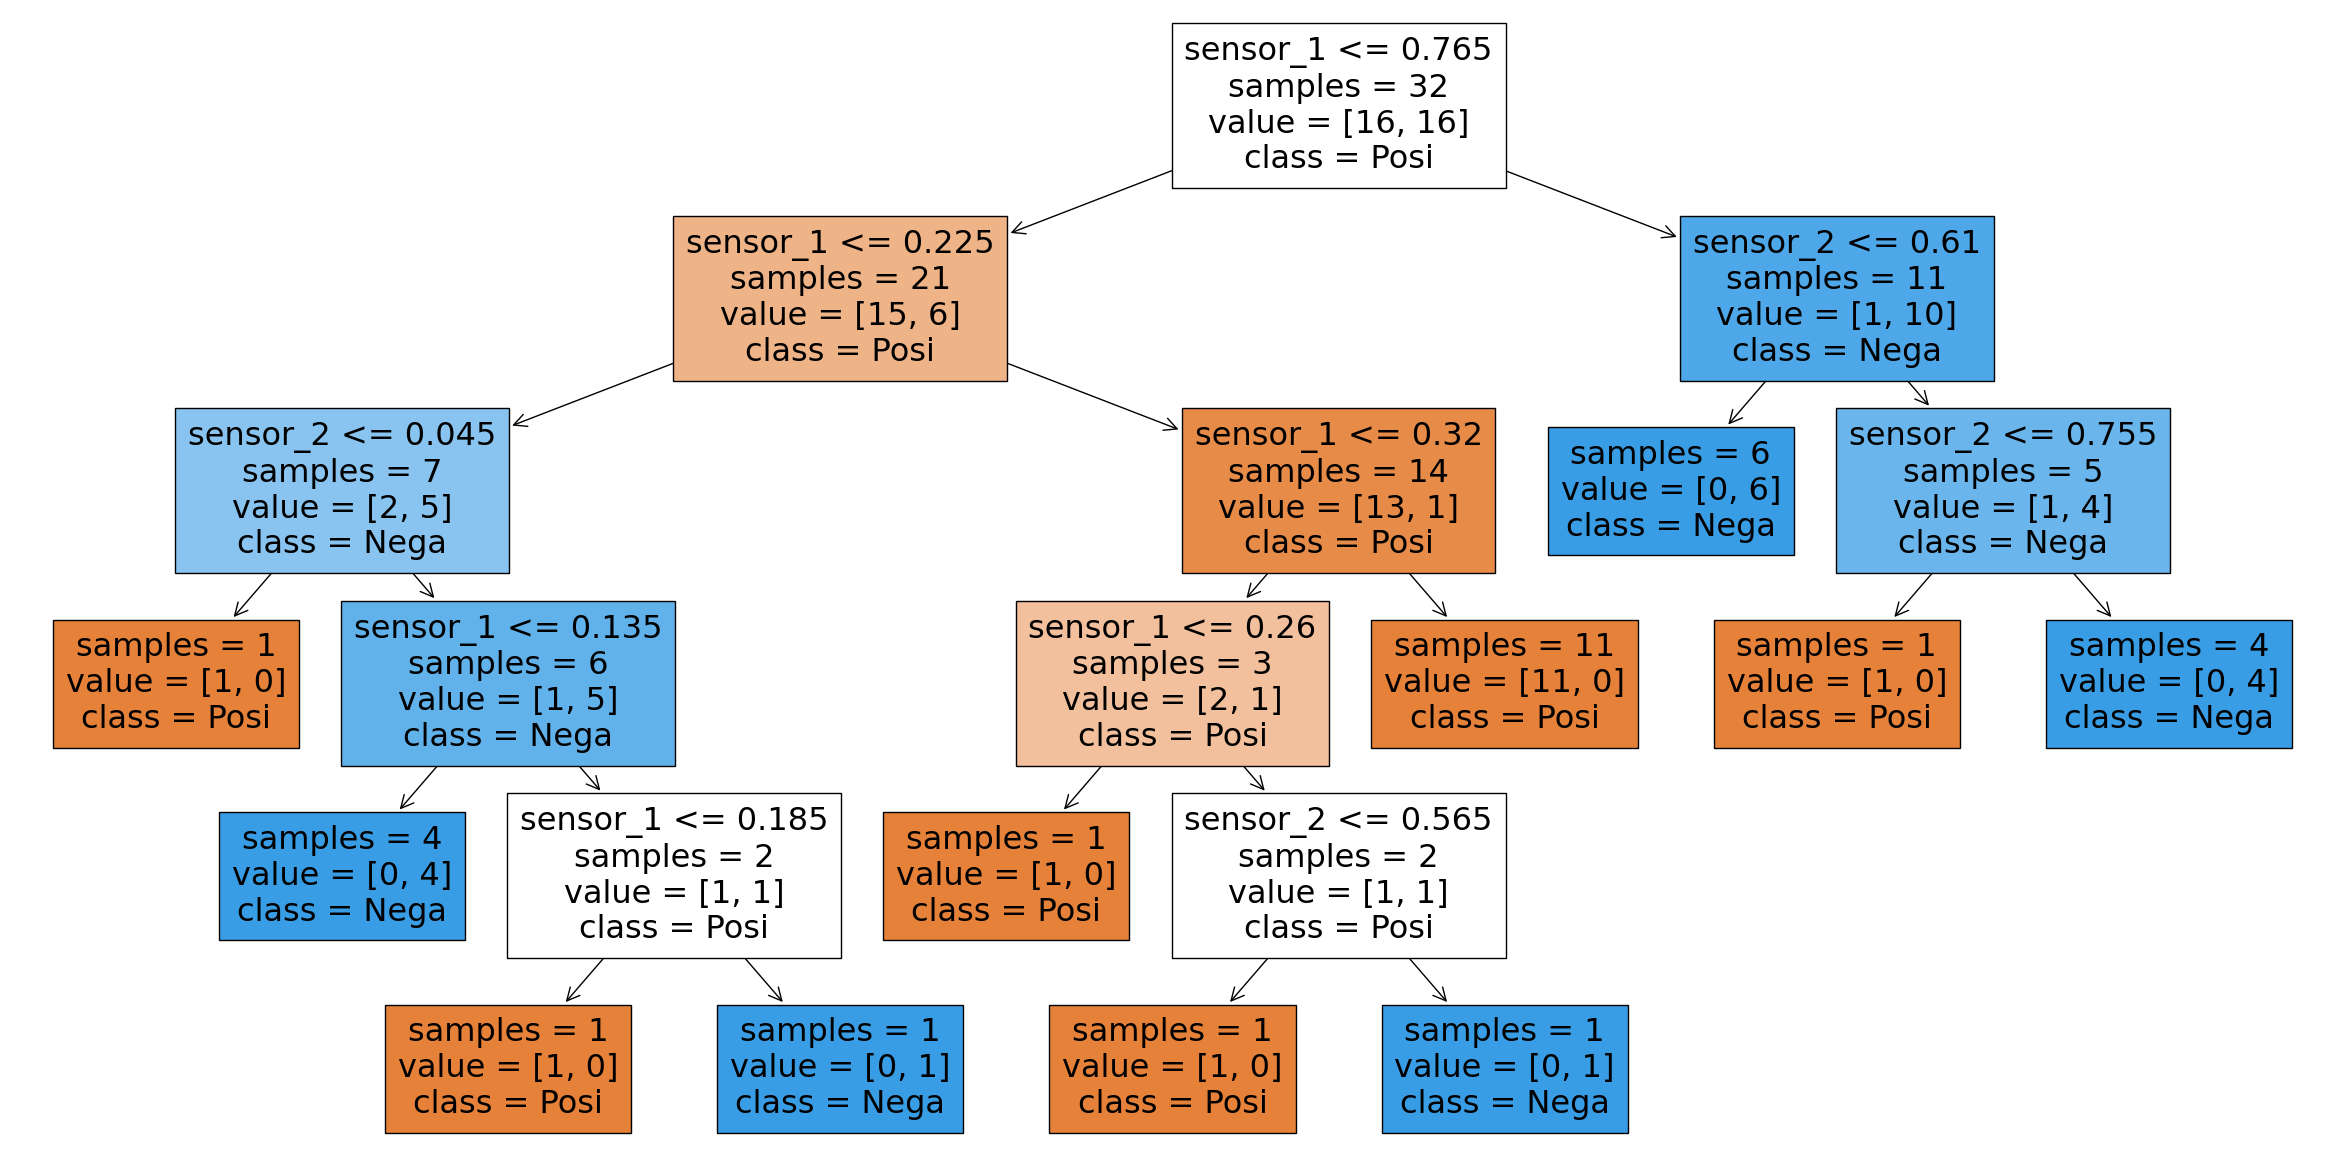 sensor_1 <= 0.765
samples = 32
value = [16, 16]
class = Posi
sensor_1 <= 0.225
samples = 21
value = [15, 6]
class = Posi
sensor_2 <= 0.61
samples = 11
value = [1, 10]
class = Nega
sensor_2 <= 0.045
samples = 7
value = [2, 5]
class = Nega
sensor_1 <= 0.32
samples = 14
value = [13, 1]
class = Posi
samples = 6
value = [0, 6]
class = Nega
sensor_2 <= 0.755
samples = 5
value = [1, 4]
class = Nega
samples = 1
value = [1, 0]
class = Posi
sensor_1 <= 0.135
samples = 6
value = [1, 5]
class = Nega
sensor_1 <= 0.26
samples = 3
value = [2, 1]
class = Posi
samples = 11
value = [11, 0]
class = Posi
samples = 1
value = [1, 0]
class = Posi
samples = 4
value = [0, 4]
class = Nega
samples = 4
value = [0, 4]
class = Nega
sensor_1 <= 0.185
samples = 2
value = [1, 1]
class = Posi
samples = 1
value = [1, 0]
class = Posi
sensor_2 <= 0.565
samples = 2
value = [1, 1]
class = Posi
samples = 1
value = [1, 0]
class = Posi
samples = 1
value = [0, 1]
class = Nega
samples = 1
value = [1, 0]
class = Posi
samples = 1
value = [0, 1]
class = Nega